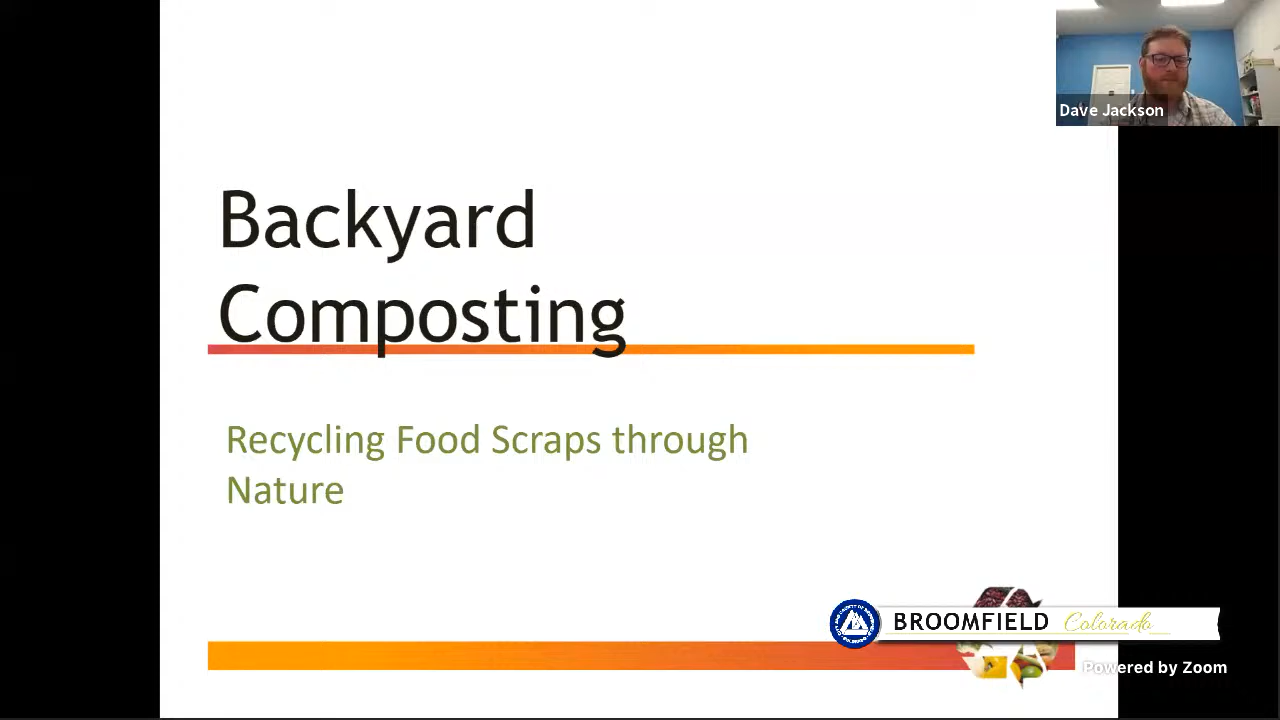 Dave Jackson
Backyard
Composting
Recycling Food Scraps through
Nature
BROOMFIELD Colorado
Powered by Zoom